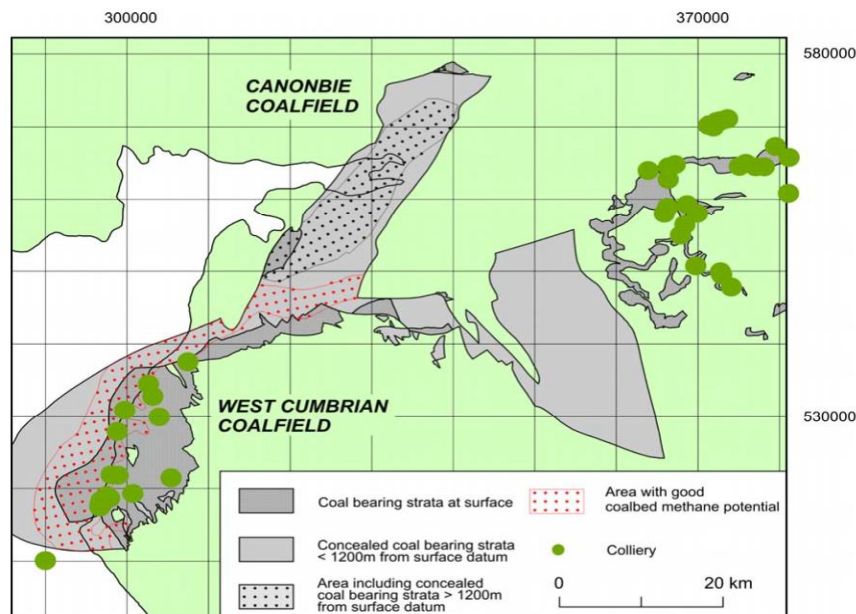 300000
370000
580000
CANONBIE
COALFIELD
530000
WEST CUMBRIAN
COALFIELD
Coal bearing strata at surface
Concealed coal bearing strata
< 1200m from surface datum
Area including concealed
coal bearing strata > 1200m
from surface datum
Area with good
coalbed methane potential
Colliery
0
20 km